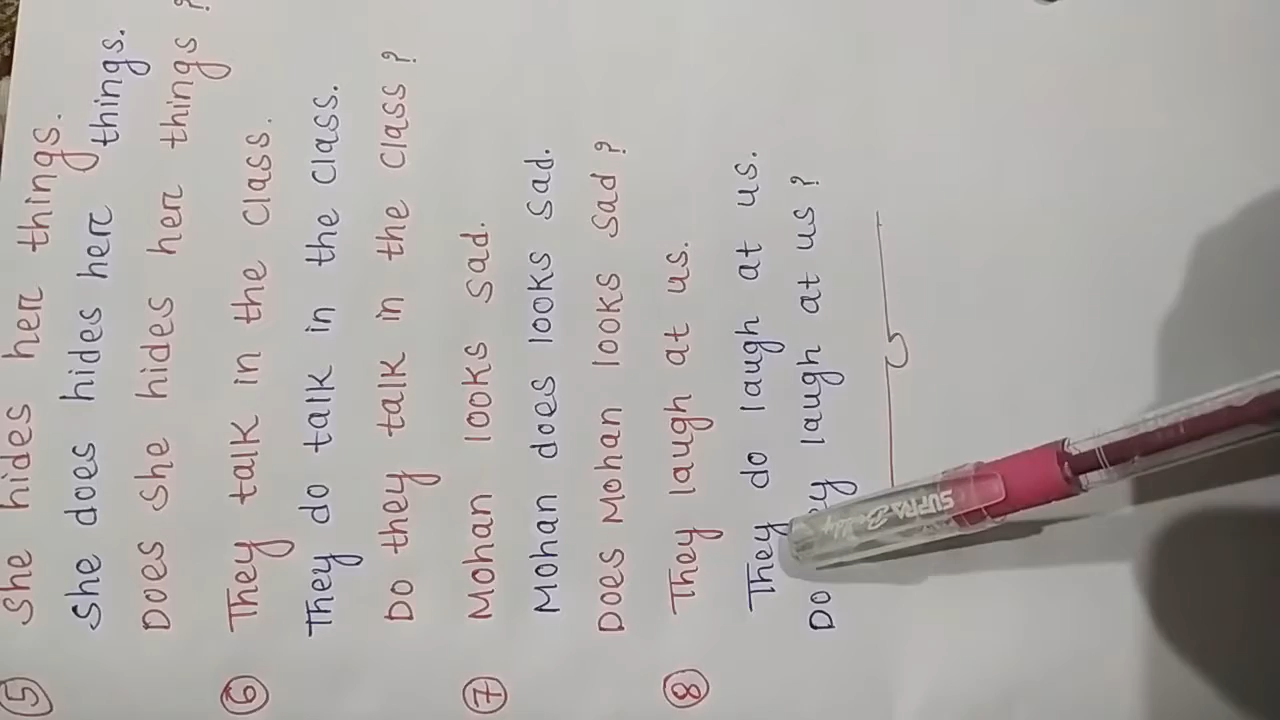 5 She hides her things.
She does hides her things.
Does she hides her things?
6 They talk in the class.
They do talk in the class.
Do they talk in the class?
7 Mohan looks sad.
Mohan does looks sad.
Does Mohan looks sad?
8 They laugh at us.
They do laugh at us.
Do ey laugh at us?
SUPRA